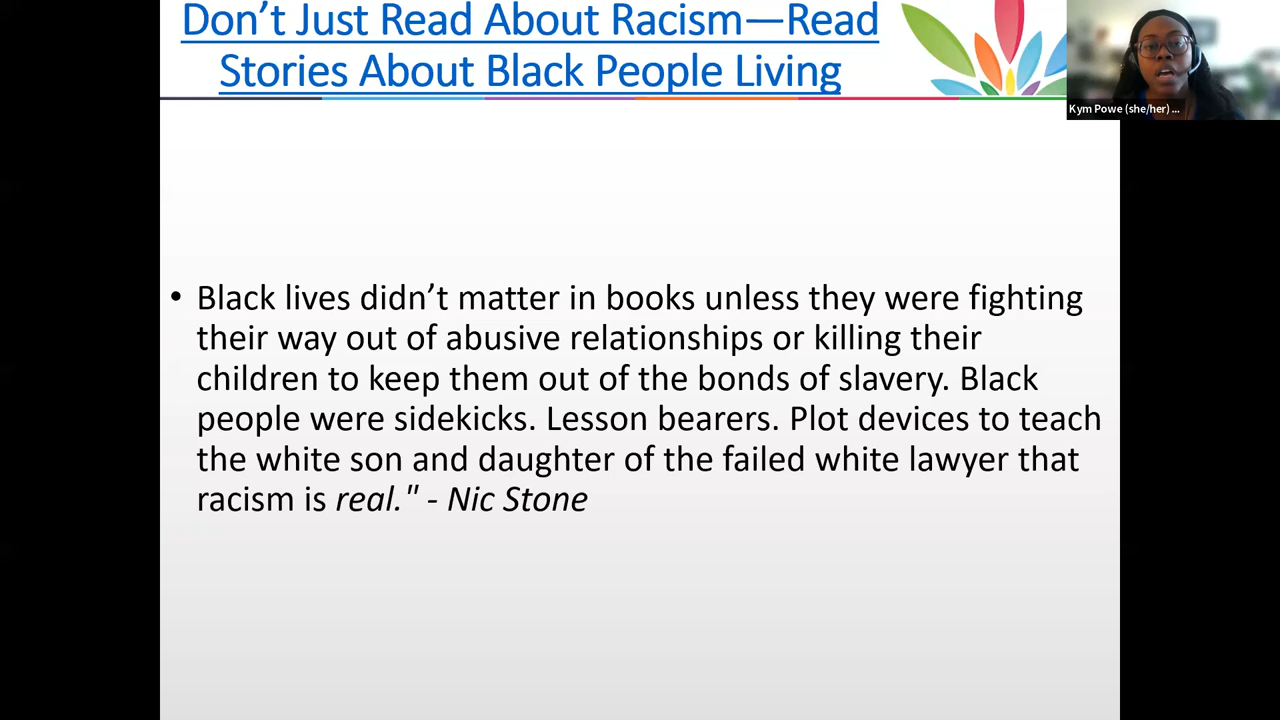 Don’t Just Read About Racism—Read
Stories About Black People Living
Kym Powe (she/her) ...
• Black lives didn’t matter in books unless they were fighting
their way out of abusive relationships or killing their
children to keep them out of the bonds of slavery. Black
people were sidekicks. Lesson bearers. Plot devices to teach
the white son and daughter of the failed white lawyer that
racism is real." - Nic Stone